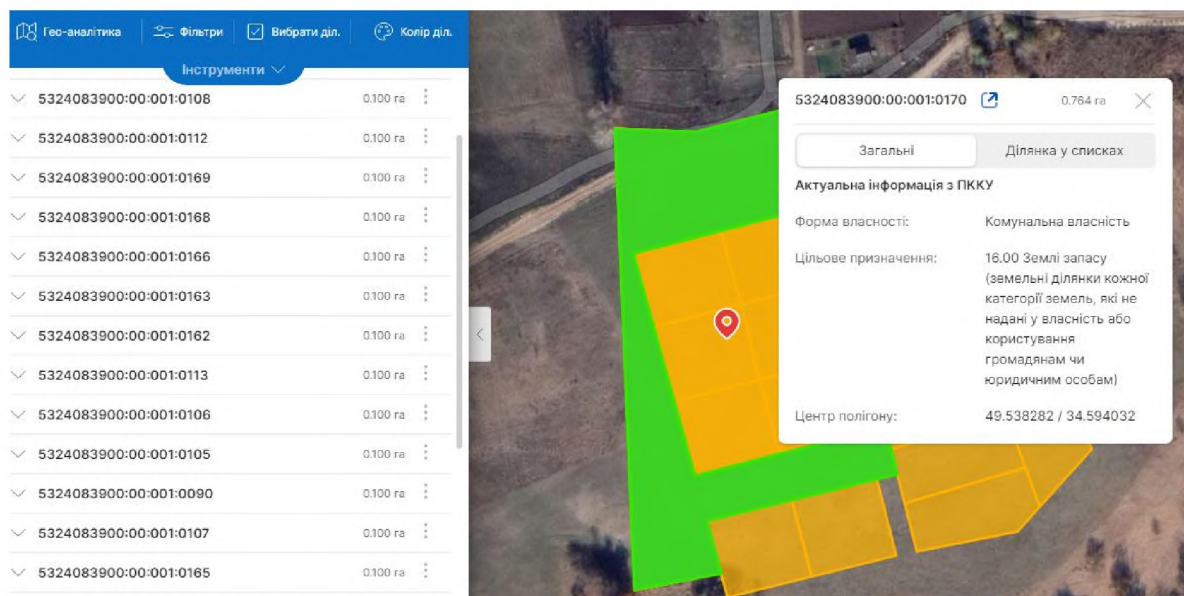 Гео-аналітика Фільтри Вибрати діл. Колір діл.
Інструменти
5324083900:00:001:0108 0.100 га
5324083900:00:001:0112 0.100 га
5324083900:00:001:0169 0.100 га
5324083900:00:001:0168 0.100 га
5324083900:00:001:0166 0.100 га
5324083900:00:001:0163 0.100 га
5324083900:00:001:0162 0.100 га
5324083900:00:001:0113 0.100 га
5324083900:00:001:0106 0.100 га
5324083900:00:001:0105 0.100 га
5324083900:00:001:0090 0.100 га
5324083900:00:001:0107 0.100 га
5324083900:00:001:0165 0.100 га
5324083900:00:001:0170 0.764 га
Загальні Ділянка у списках
Актуальна інформація з ПККУ
Форма власності: Комунальна власність
Цільове призначення: 16.00 Землі запасу
(земельні ділянки кожної
категорії земель, які не
надані у власність або
користування
громадянам чи
юридичним особам)
Центр полігону: 49.538282 / 34.594032